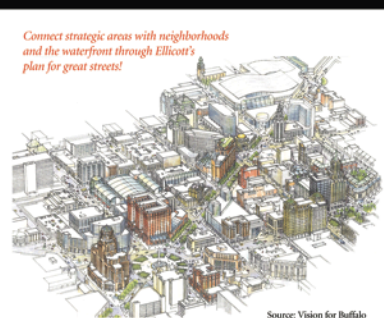 Connect strategic areas with neighborhoods
and the waterfront through Ellicott's
plan for great streets!
Source: Vision for Buffalo